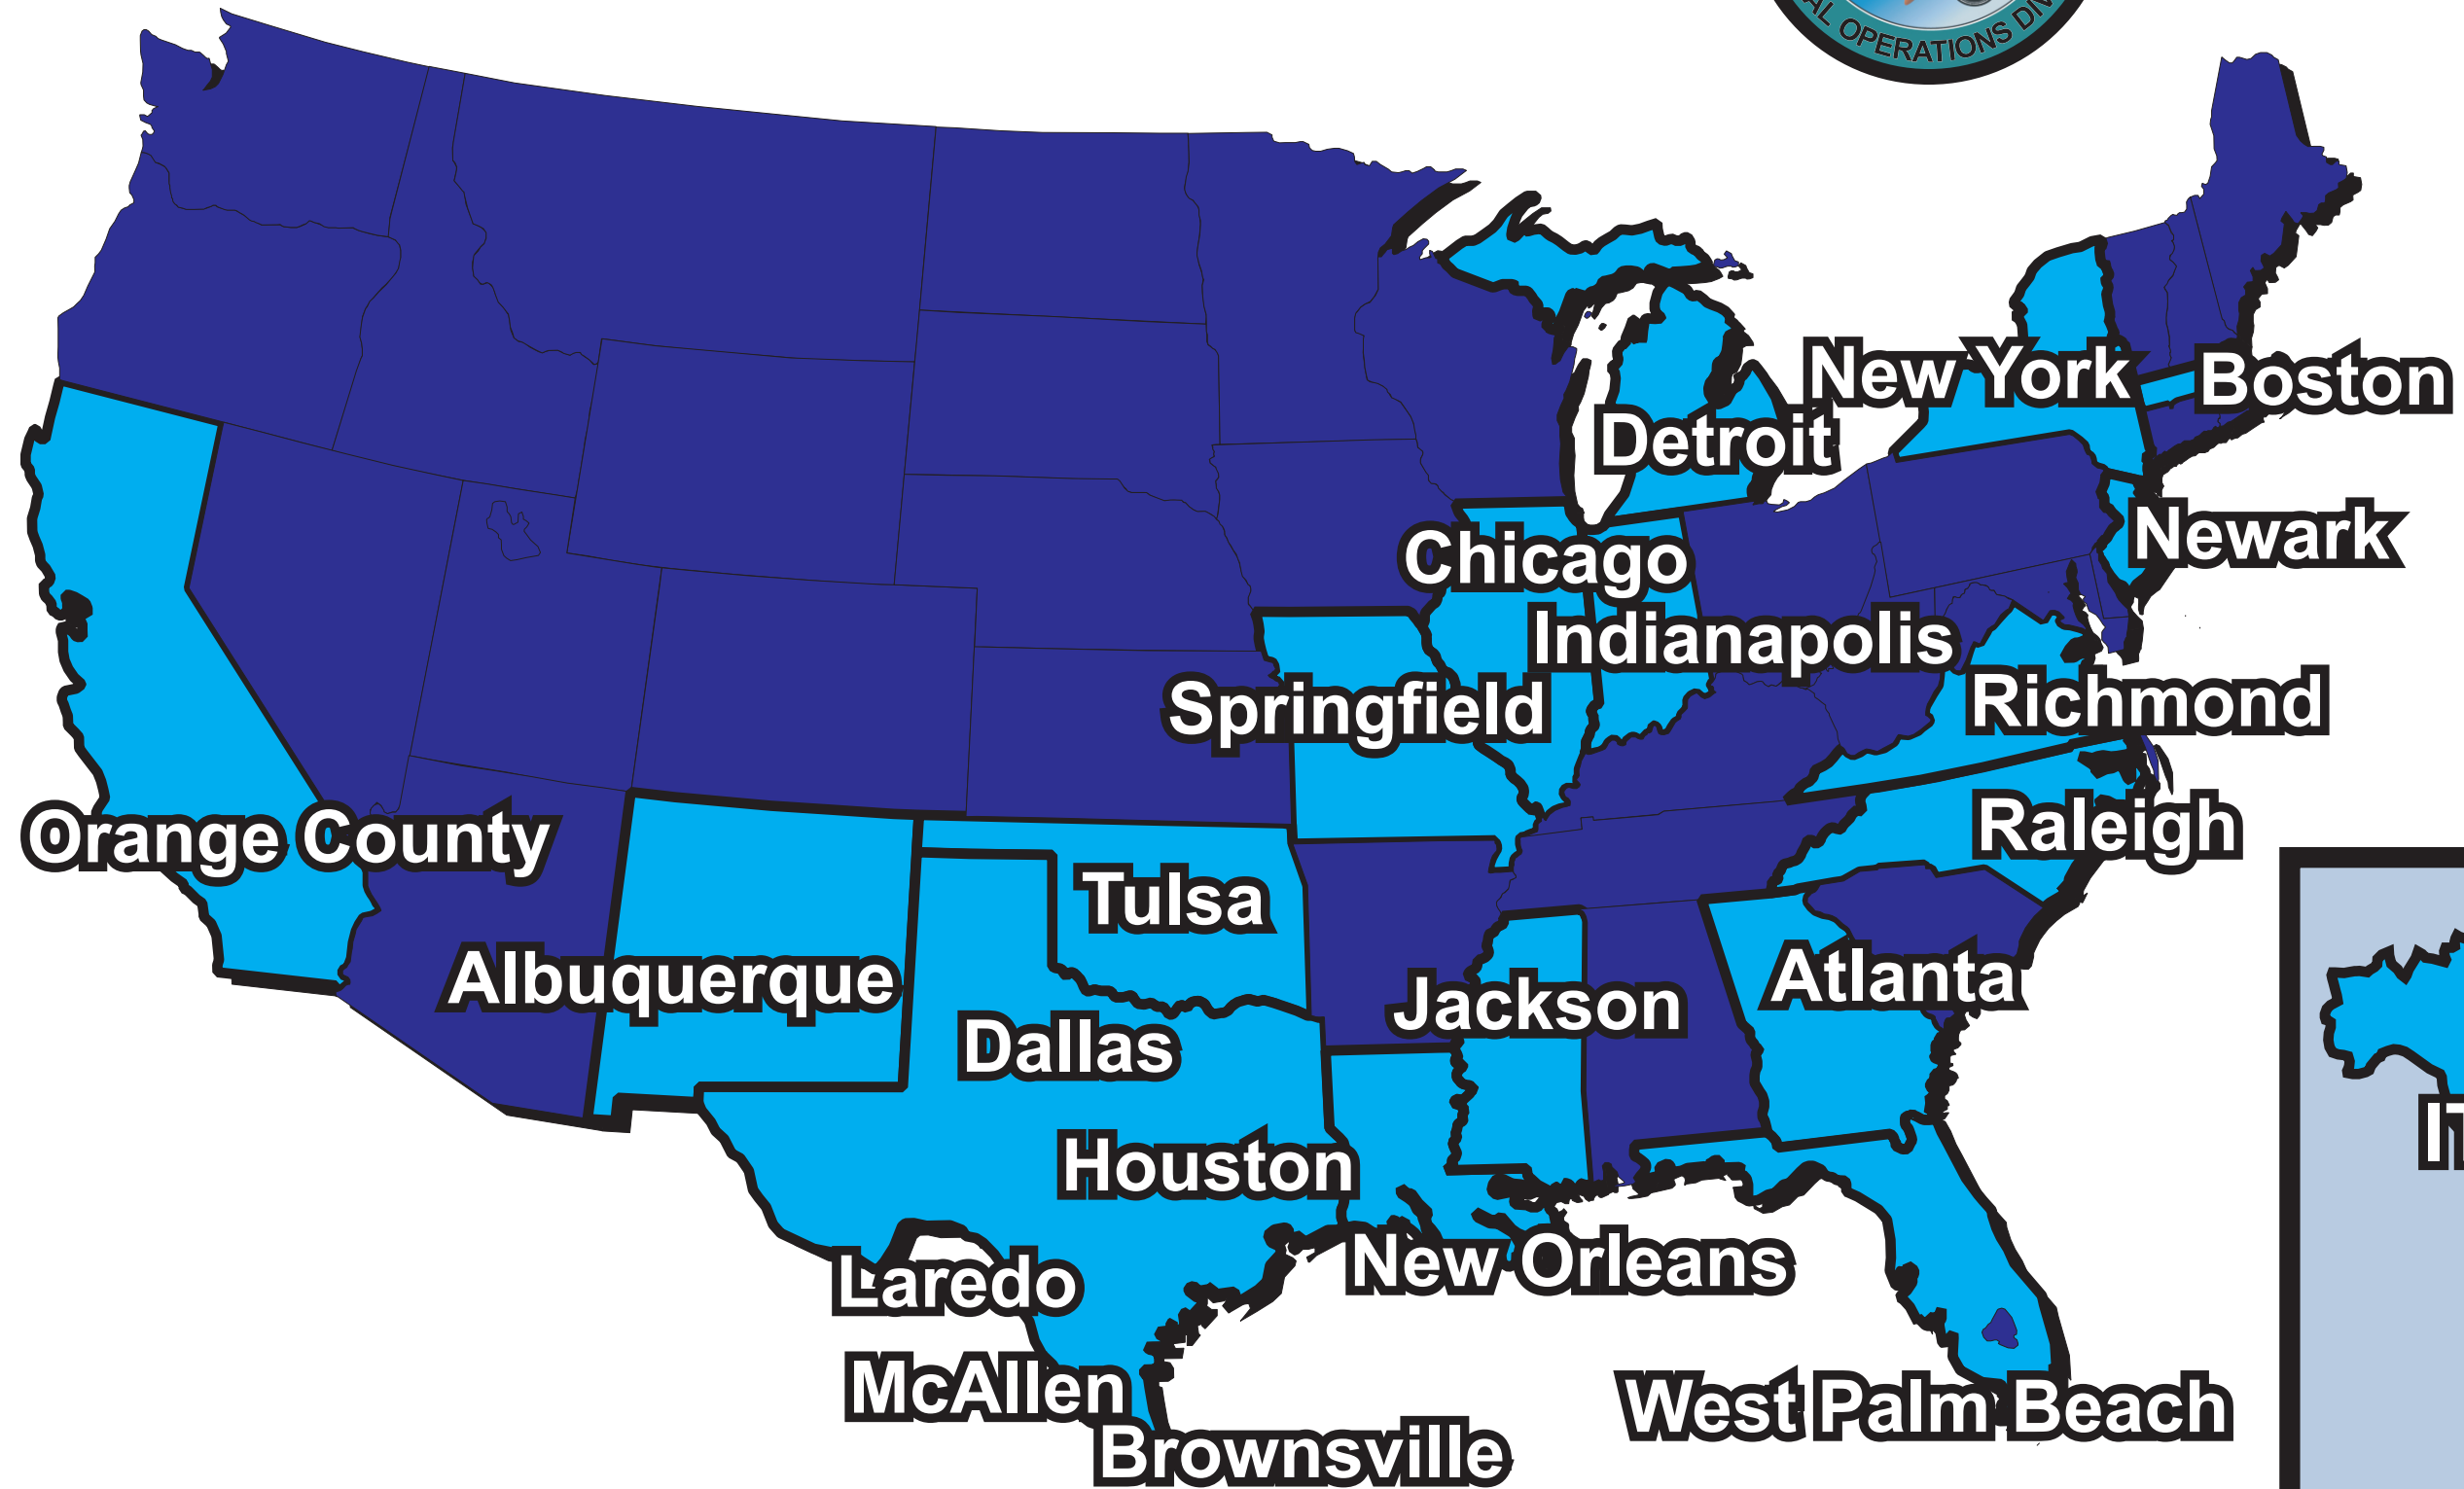 OPERATIONS
New York
Boston
Detroit
Newark
Chicago
Indianapolis
Richmond
Springfield
Raleigh
Orange County
Tulsa
Albuquerque
Atlanta
Jackson
Dallas
Houston
New Orleans
Laredo
McAllen
West Palm Beach
Brownsville